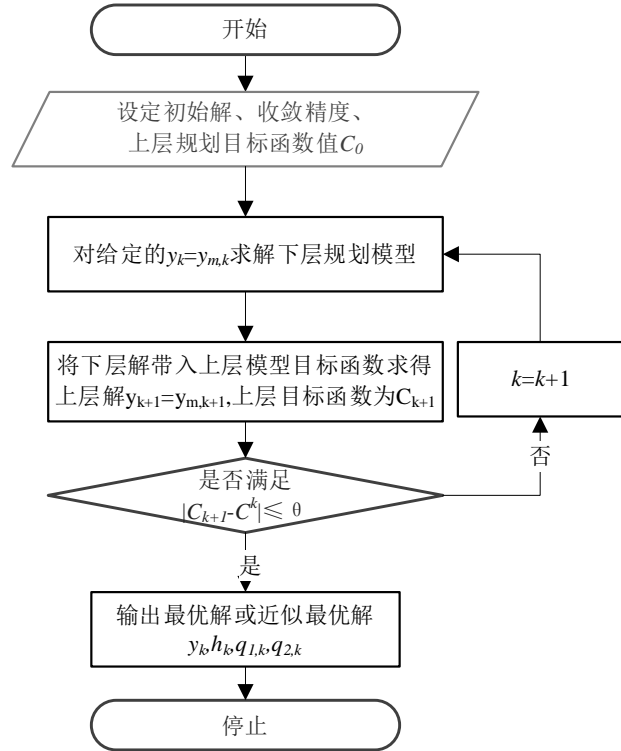 开始
设定初始解、收敛精度、
上层规划目标函数值C0
对给定的yk=ym,k求解下层规划模型
将下层解带入上层模型目标函数求得
上层解yk+1=ym,k+1,上层目标函数为Ck+1
k=k+1
否
是否满足
|Ck+1-C^k|≤ θ
是
输出最优解或近似最优解
yk,hk,q1,k,q2,k
停止